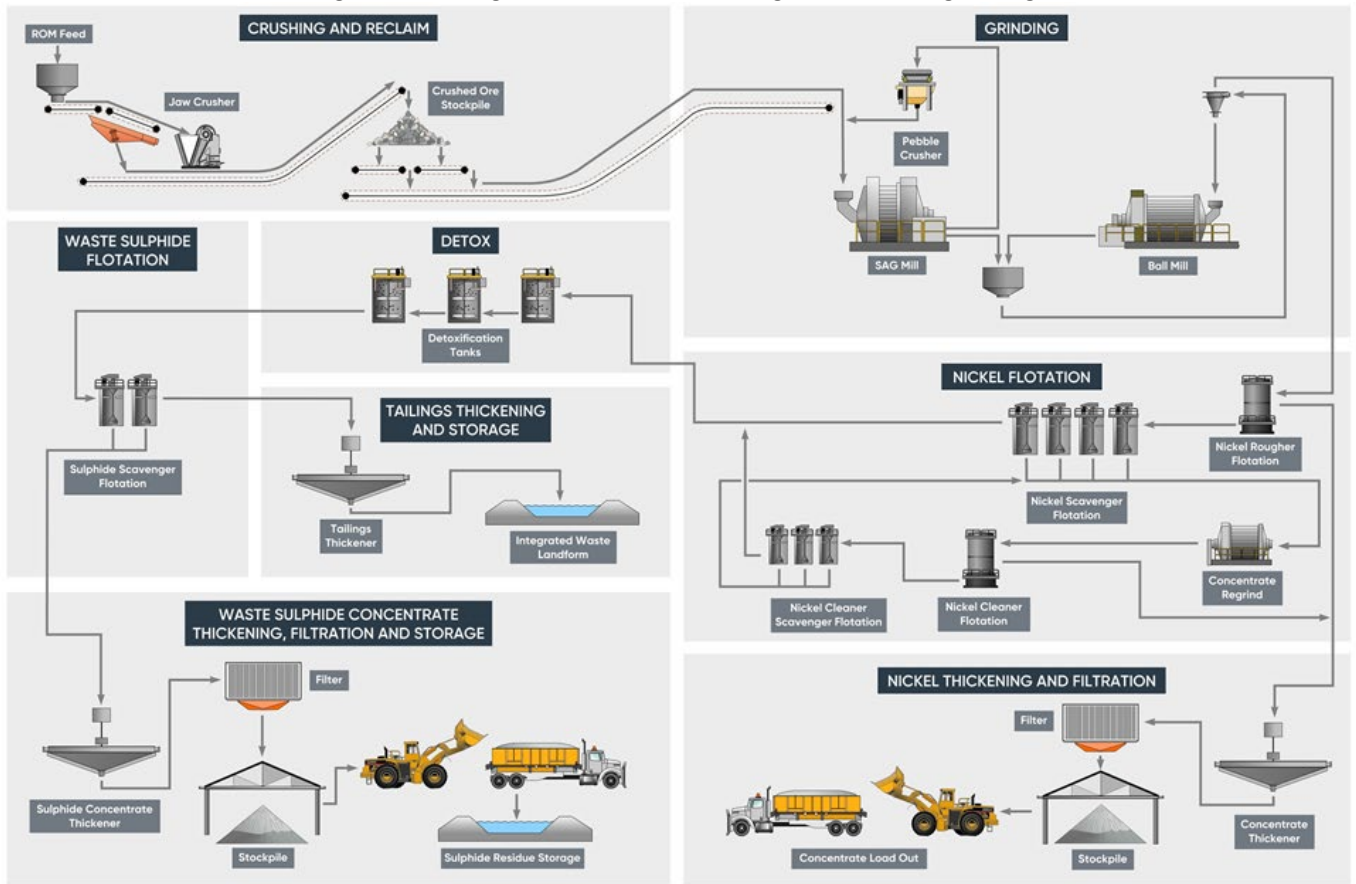 CRUSHING AND RECLAIM
ROM Feed
Jaw Crusher
Crushed Ore
Stockpile
GRINDING
Pebble
Crusher
SAG Mill
Ball Mill
WASTE SULPHIDE
FLOTATION
Sulphide Scavenger
Flotation
DETOX
Detoxification
Tanks
TAILINGS THICKENING
AND STORAGE
Tailings
Thickener
Integrated Waste
Landform
NICKEL FLOTATION
Nickel Rougher
Flotation
Nickel Scavenger
Flotation
Concentrate
Regrind
Nickel Cleaner
Scavenger Flotation
Nickel Cleaner
Flotation
WASTE SULPHIDE CONCENTRATE
THICKENING, FILTRATION AND STORAGE
Filter
Sulphide Concentrate
Thickener
Stockpile
Sulphide Residue Storage
NICKEL THICKENING AND FILTRATION
Filter
Concentrate
Thickener
Concentrate Load Out
Stockpile